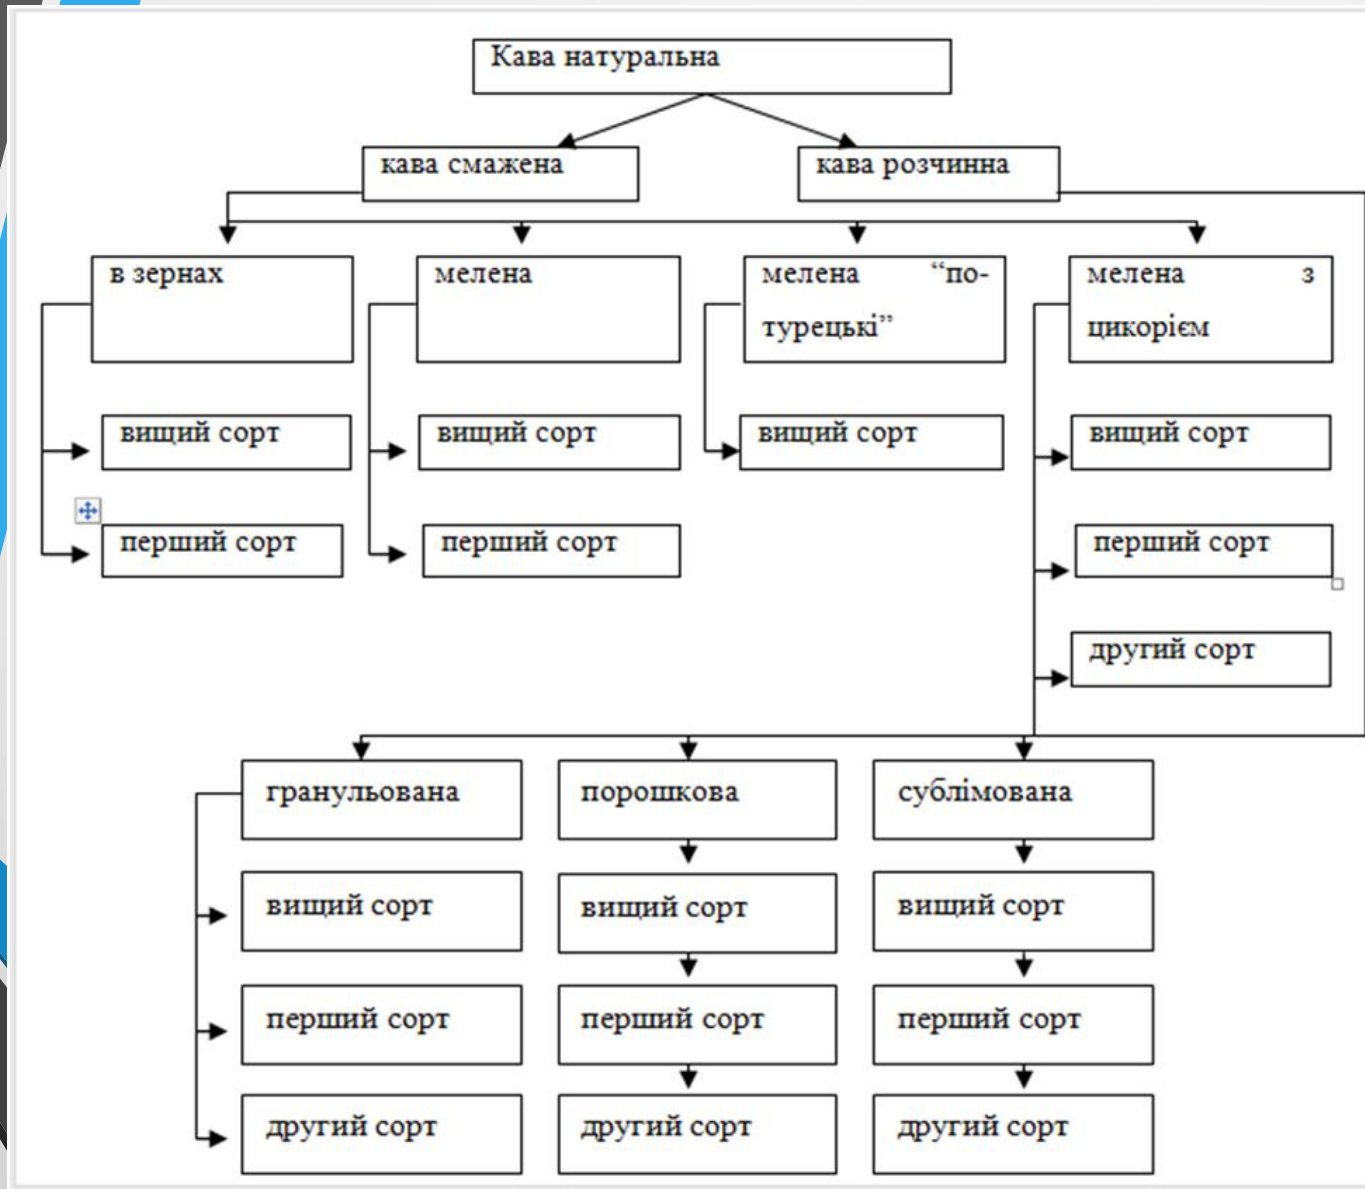 Кава натуральна
кава смажена
кава розчинна
в зернах
мелена
мелена “по-
турецькі”
мелена з
цикорієм
вищий сорт
вищий сорт
вищий сорт
вищий сорт
перший сорт
перший сорт
перший сорт
другий сорт
гранульована
порошкова
сублімована
вищий сорт
вищий сорт
вищий сорт
перший сорт
перший сорт
перший сорт
другий сорт
другий сорт
другий сорт